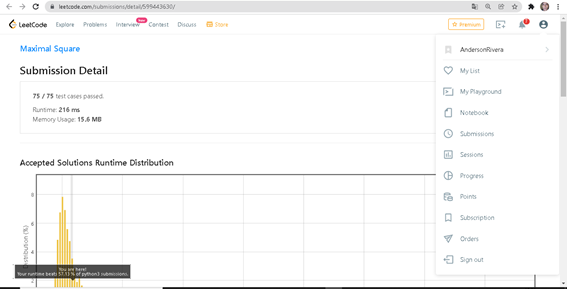 leetcode.com/submissions/detail/599443630/
LeetCode Explore Problems Interview New Contest Discuss Store Premium
Maximal Square
Submission Detail
75 / 75 test cases passed.
Runtime: 216 ms
Memory Usage: 15.6 MB
Accepted Solutions Runtime Distribution
8
6
4
2
Distribution (%)
You are here!
Your runtime beats 57.13 % of python3 submissions.
AndersonRivera
My List
My Playground
Notebook
Submissions
Sessions
Progress
Points
Subscription
Orders
Sign out